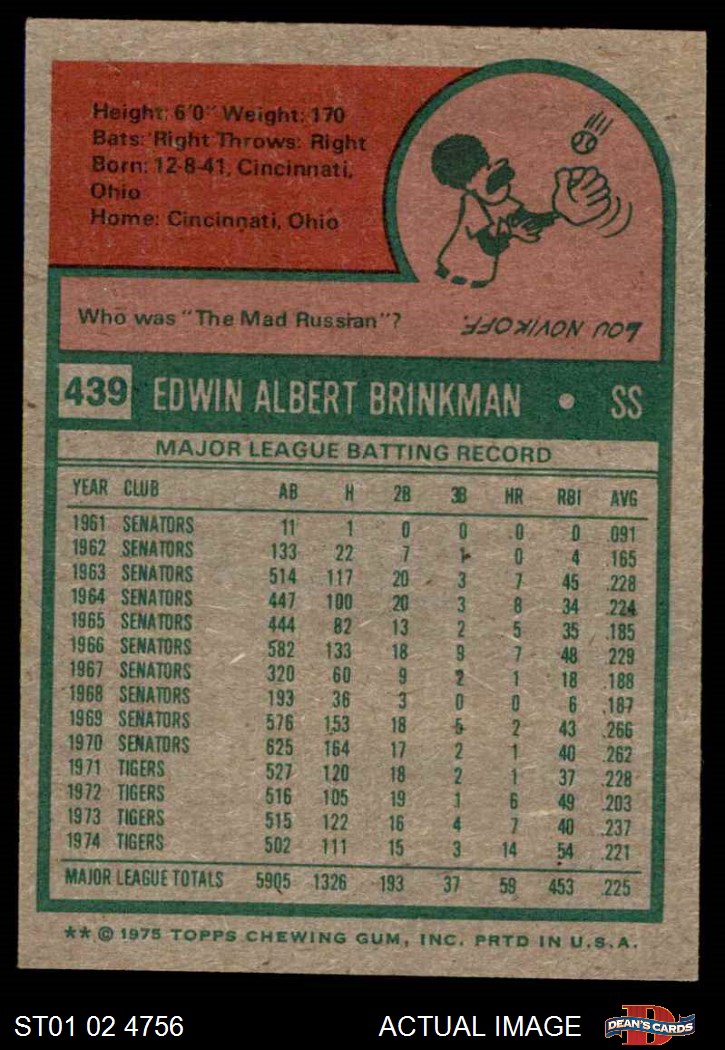 Height: 6'0" Weight: 170
Bats: Right Throws: Right
Born: 12-8-41, Cincinnati,
Ohio
Home: Cincinnati, Ohio
Who was "The Mad Russian"?
LOU NOVIKOFF.
439 EDWIN ALBERT BRINKMAN • SS
MAJOR LEAGUE BATTING RECORD
YEAR CLUB AB H 2B 3B HR RBI AVG
1961 SENATORS 11 1 0 0 0 0 .091
1962 SENATORS 133 22 7 1 0 4 .165
1963 SENATORS 514 117 20 3 7 45 .228
1964 SENATORS 447 100 20 3 8 34 .224
1965 SENATORS 444 82 13 2 5 35 .185
1966 SENATORS 582 133 18 9 7 48 .229
1967 SENATORS 320 60 9 2 1 18 .188
1968 SENATORS 193 36 3 0 0 6 .187
1969 SENATORS 576 153 18 5 2 43 .266
1970 SENATORS 625 164 17 2 1 40 .262
1971 TIGERS 527 120 18 2 1 37 .228
1972 TIGERS 516 105 19 1 6 49 .203
1973 TIGERS 515 122 16 4 7 40 .237
1974 TIGERS 502 111 15 3 14 54 .221
MAJOR LEAGUE TOTALS 5905 1326 193 37 59 453 .225
** © 1975 TOPPS CHEWING GUM, INC. PRTD IN U.S.A.
ST01 02 4756 ACTUAL IMAGE
D
DEAN'S CARDS